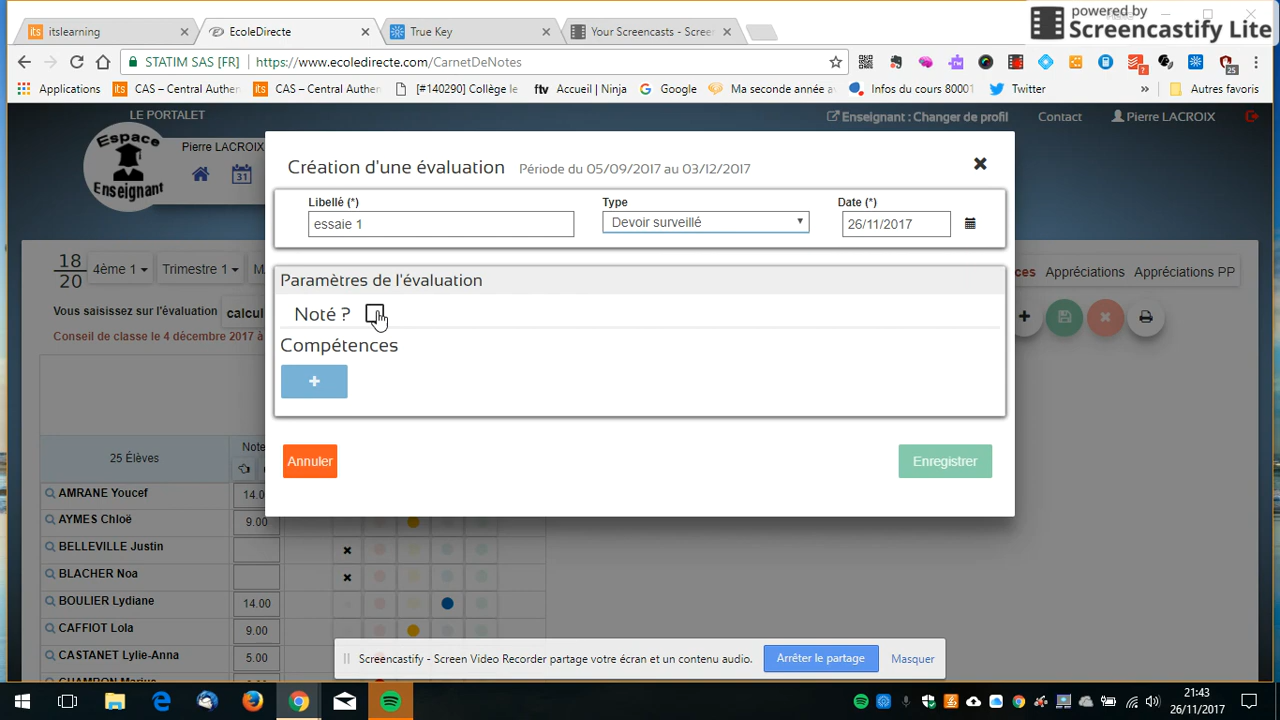 powered by
Screencastify Lite
itslearning
EcoleDirecte
True Key
Your Screencasts - Screen
STATIM SAS [FR]
https://www.ecoledirecte.com/CarnetDeNotes
Applications
CAS – Central Authen
CAS – Central Authen
[#140290] Collège le
ftv
Accueil | Ninja
Google
Ma seconde année a
Infos du cours 80001
Twitter
»
Autres favoris
25
LE PORTALET
Enseignant : Changer de profil
Contact
Pierre LACROIX
Espace
Enseignant
Pierre LACROIX
31
Création d'une évaluation
Période du 05/09/2017 au 03/12/2017
Libellé (*)
Type
Date (*)
essaie 1
Devoir surveillé
26/11/2017
18
20
4ème 1
Trimestre 1
Appréciations
Appréciations PP
Paramètres de l'évaluation
Vous saisissez sur l'évaluation
calcul
Noté ?
Conseil de classe le 4 décembre 2017 à
Compétences
+
Annuler
Enregistrer
25 Élèves
Note
AMRANE Youcef
14.00
AYMES Chloë
9.00
BELLEVILLE Justin
BLACHER Noa
BOULIER Lydiane
14.00
CAFFIOT Lola
9.00
CASTANET Lylie-Anna
5.00
Screencastify - Screen Video Recorder partage votre écran et un contenu audio.
Arrêter le partage
Masquer
21:43
26/11/2017